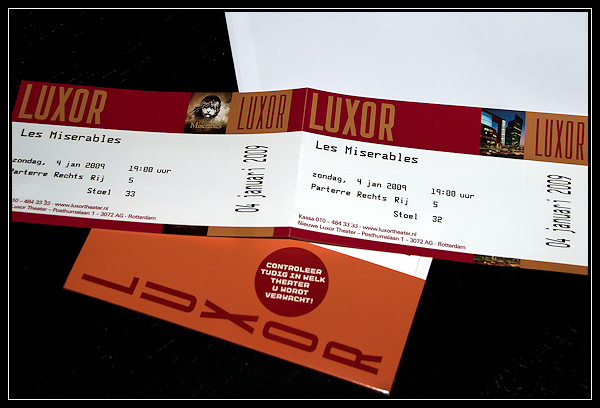 LUXOR
Les Miserables
LUXOR
Les Miserables
zondag, 4 jan 2009 19:00 uur
Parterre Rechts Rij 5
Stoel 33
04 januari 2009
Kassa 010 – 484 33 33 · www.luxortheater.nl
Luxor Theater – Posthumalaan 1 – 3072 AG · Rotterdam
LUXOR
LUXOR
Les Miserables
zondag, 4 jan 2009 19:00 uur
Parterre Rechts Rij 5
Stoel 32
04 januari 2009
Kassa 010 – 484 33 33 · www.luxortheater.nl
Nieuwe Luxor Theater – Posthumalaan 1 – 3072 AG · Rotterdam
CONTROLEER
TIJDIG IN WELK
THEATER
U WORDT
VERWACHT!
LUXOR